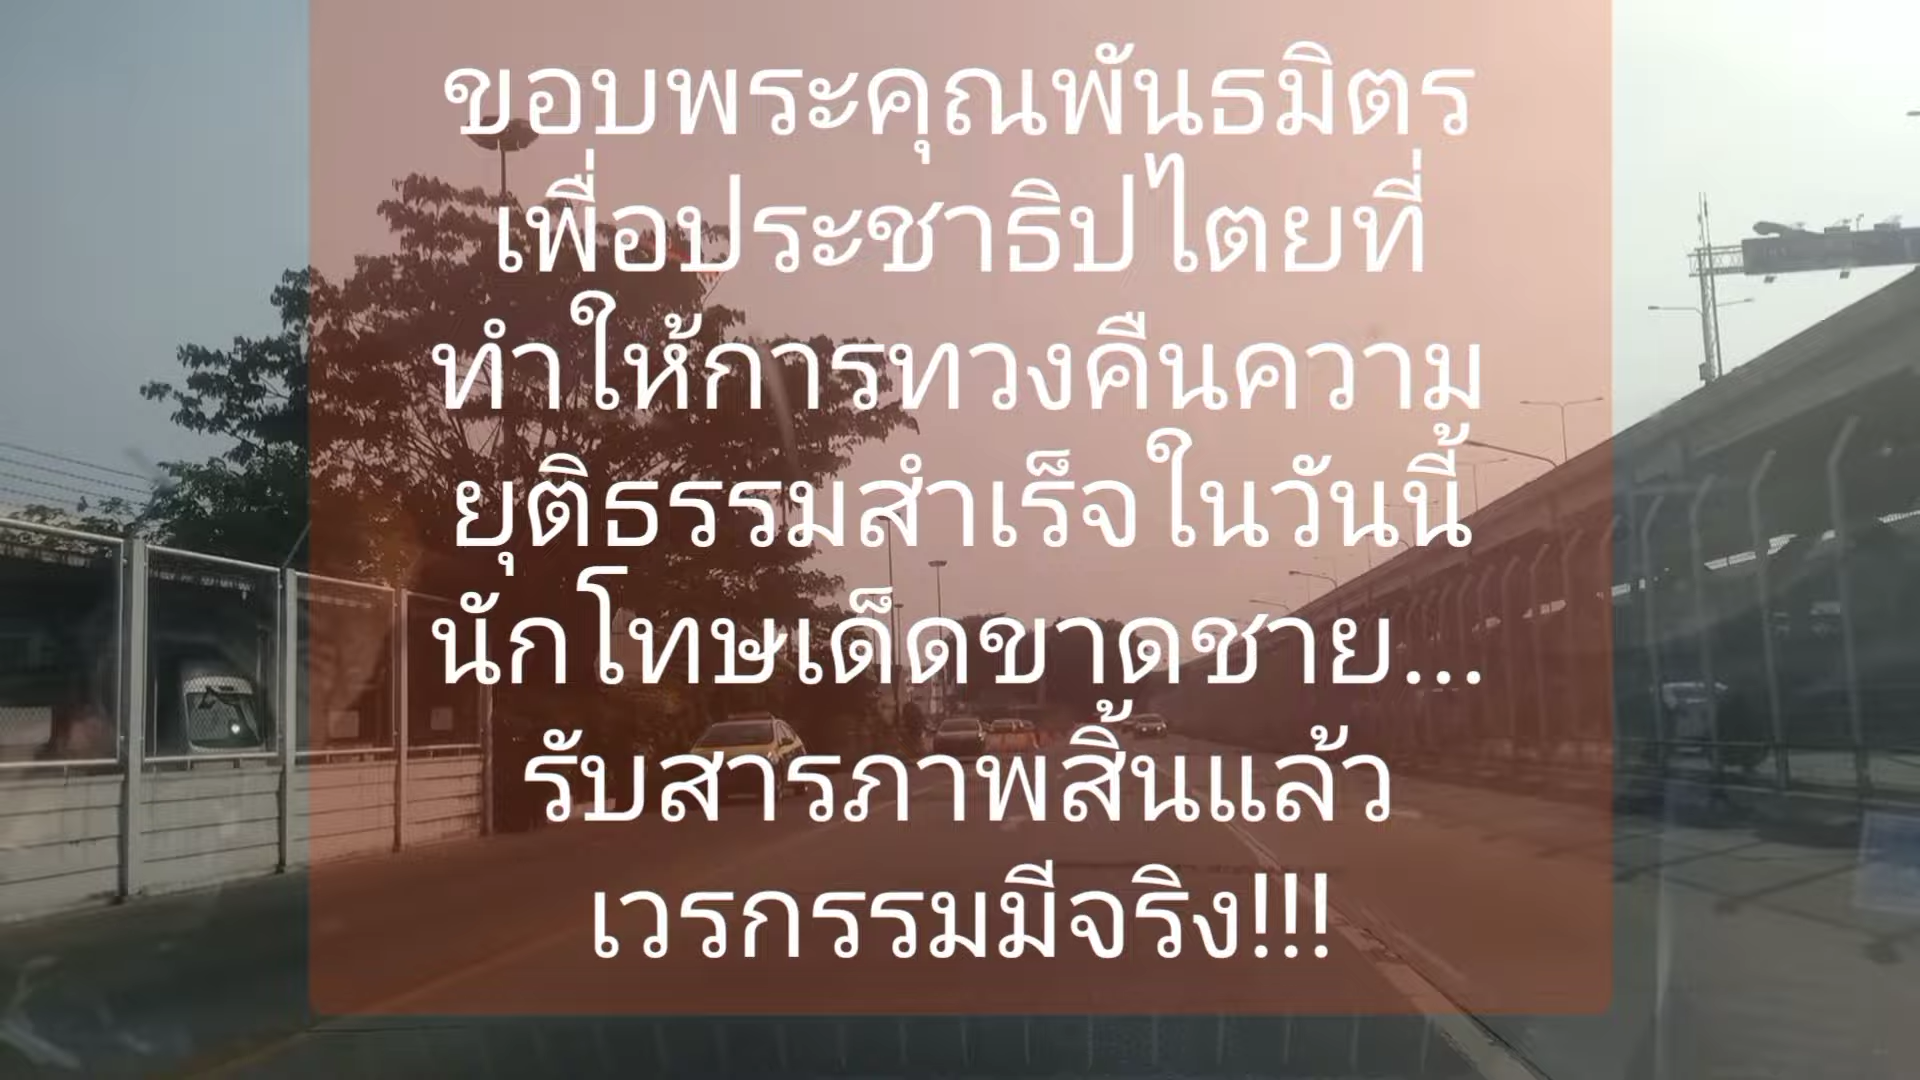 ขอบพระคุณพันธมิตร
เพื่อประชาธิปไตยที่
ทำให้การทวงคืนความ
ยุติธรรมสำเร็จในวันนี้
นักโทษเด็ดขาดชาย...
รับสารภาพสิ้นแล้ว
เวรกรรมมีจริง!!!